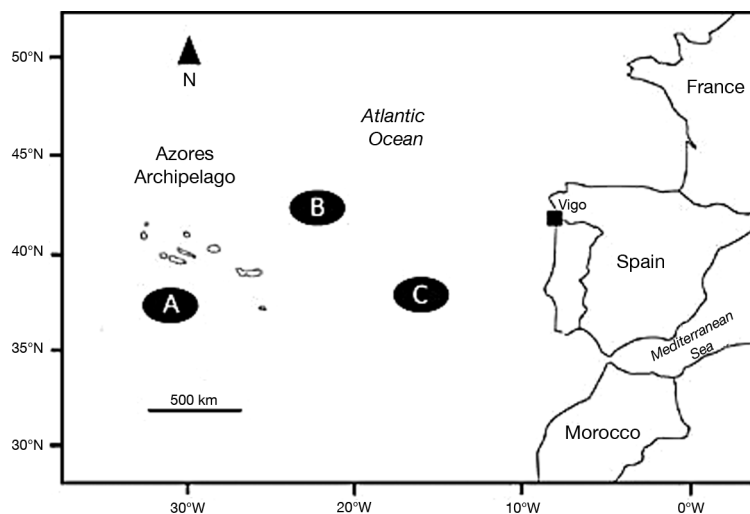 50°N
45°N
40°N
35°N
30°N
N
Atlantic
Ocean
France
Azores
Archipelago
B
Vigo
Spain
A
C
Mediterranean
Sea
500 km
Morocco
30°W
20°W
10°W
0°W